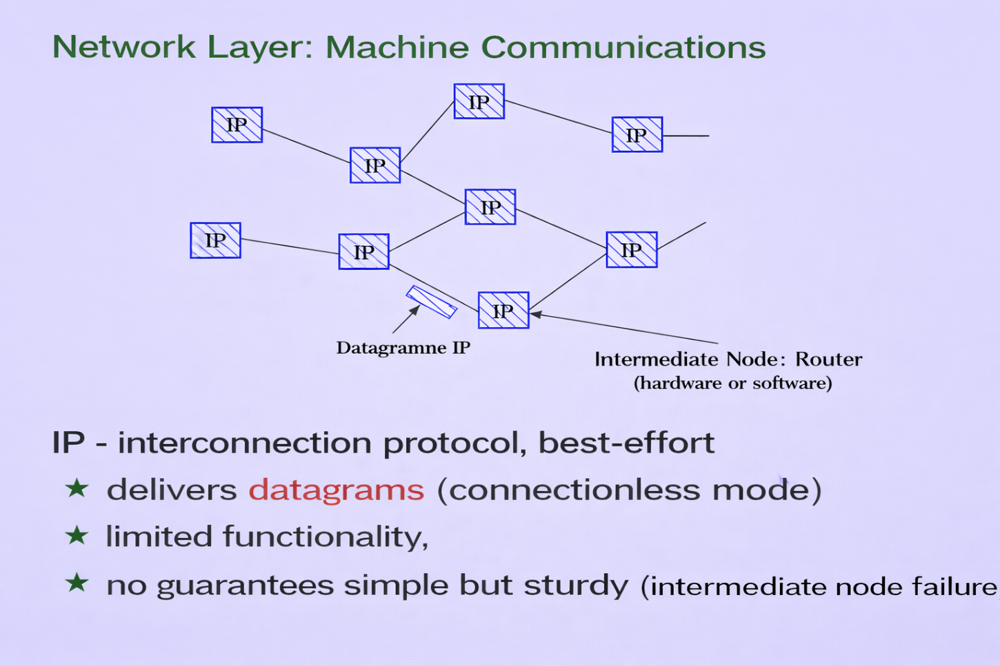 Network Layer: Machine Communications
IP
IP
IP
IP
IP
IP
IP
IP
IP
Datagramne IP
Intermediate Node: Router
(hardware or software)
IP - interconnection protocol, best-effort
★ delivers datagrams (connectionless mode)
★ limited functionality,
★ no guarantees simple but sturdy (intermediate node failure